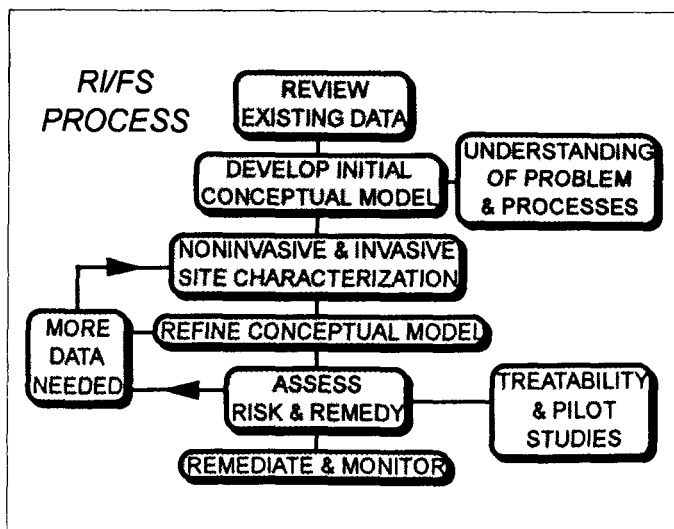 RI/FS
PROCESS
REVIEW
EXISTING DATA
DEVELOP INITIAL
CONCEPTUAL MODEL
UNDERSTANDING
OF PROBLEM
& PROCESSES
NONINVASIVE & INVASIVE
SITE CHARACTERIZATION
MORE
DATA
NEEDED
REFINE CONCEPTUAL MODEL
ASSESS
RISK & REMEDY
TREATABILITY
& PILOT
STUDIES
REMEDIATE & MONITOR